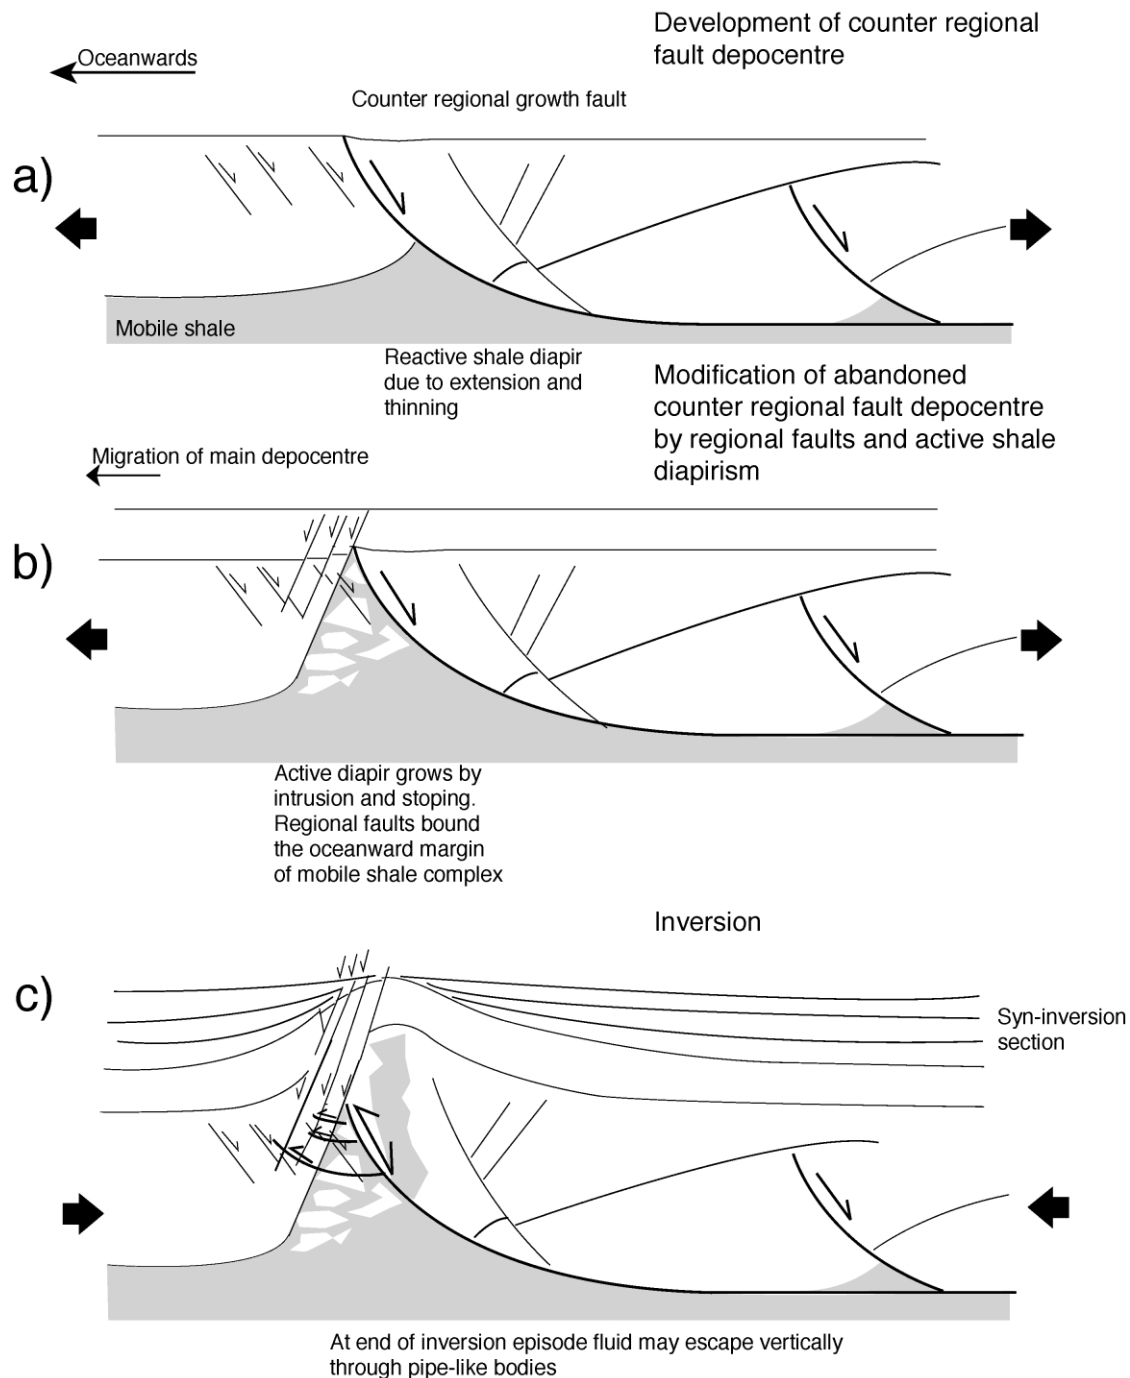 Development of counter regional
fault depocentre
Oceanwards
Counter regional growth fault
a)
Mobile shale
Reactive shale diapir
due to extension and
thinning
Modification of abandoned
counter regional fault depocentre
by regional faults and active shale
diapirism
Migration of main depocentre
b)
Active diapir grows by
intrusion and stoping.
Regional faults bound
the oceanward margin
of mobile shale complex
Inversion
c)
Syn-inversion
section
At end of inversion episode fluid may escape vertically
through pipe-like bodies